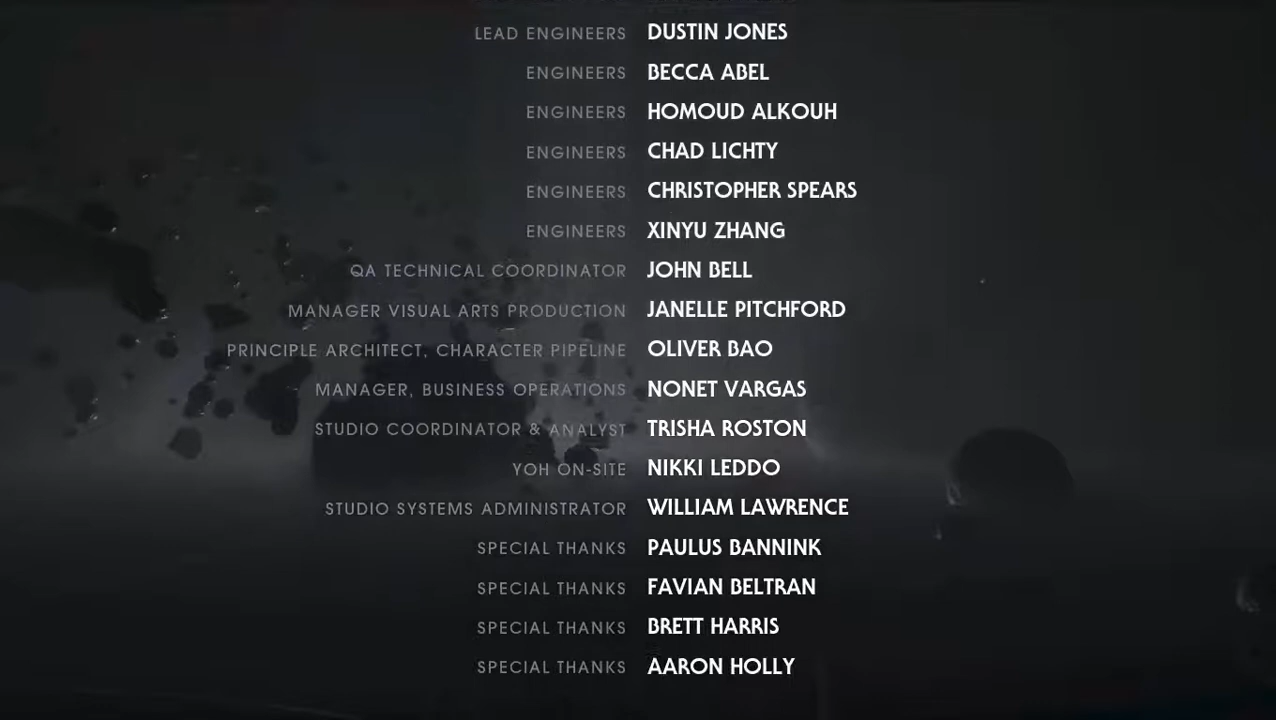 LEAD ENGINEERS DUSTIN JONES
ENGINEERS BECCA ABEL
ENGINEERS HOMOUD ALKOUH
ENGINEERS CHAD LICHTY
ENGINEERS CHRISTOPHER SPEARS
ENGINEERS XINYU ZHANG
QA TECHNICAL COORDINATOR JOHN BELL
MANAGER VISUAL ARTS PRODUCTION JANELLE PITCHFORD
PRINCIPLE ARCHITECT, CHARACTER PIPELINE OLIVER BAO
MANAGER, BUSINESS OPERATIONS NONET VARGAS
STUDIO COORDINATOR & ANALYST TRISHA ROSTON
YOH ON-SITE NIKKI LEDDO
STUDIO SYSTEMS ADMINISTRATOR WILLIAM LAWRENCE
SPECIAL THANKS PAULUS BANNINK
SPECIAL THANKS FAVIAN BELTRAN
SPECIAL THANKS BRETT HARRIS
SPECIAL THANKS AARON HOLLY